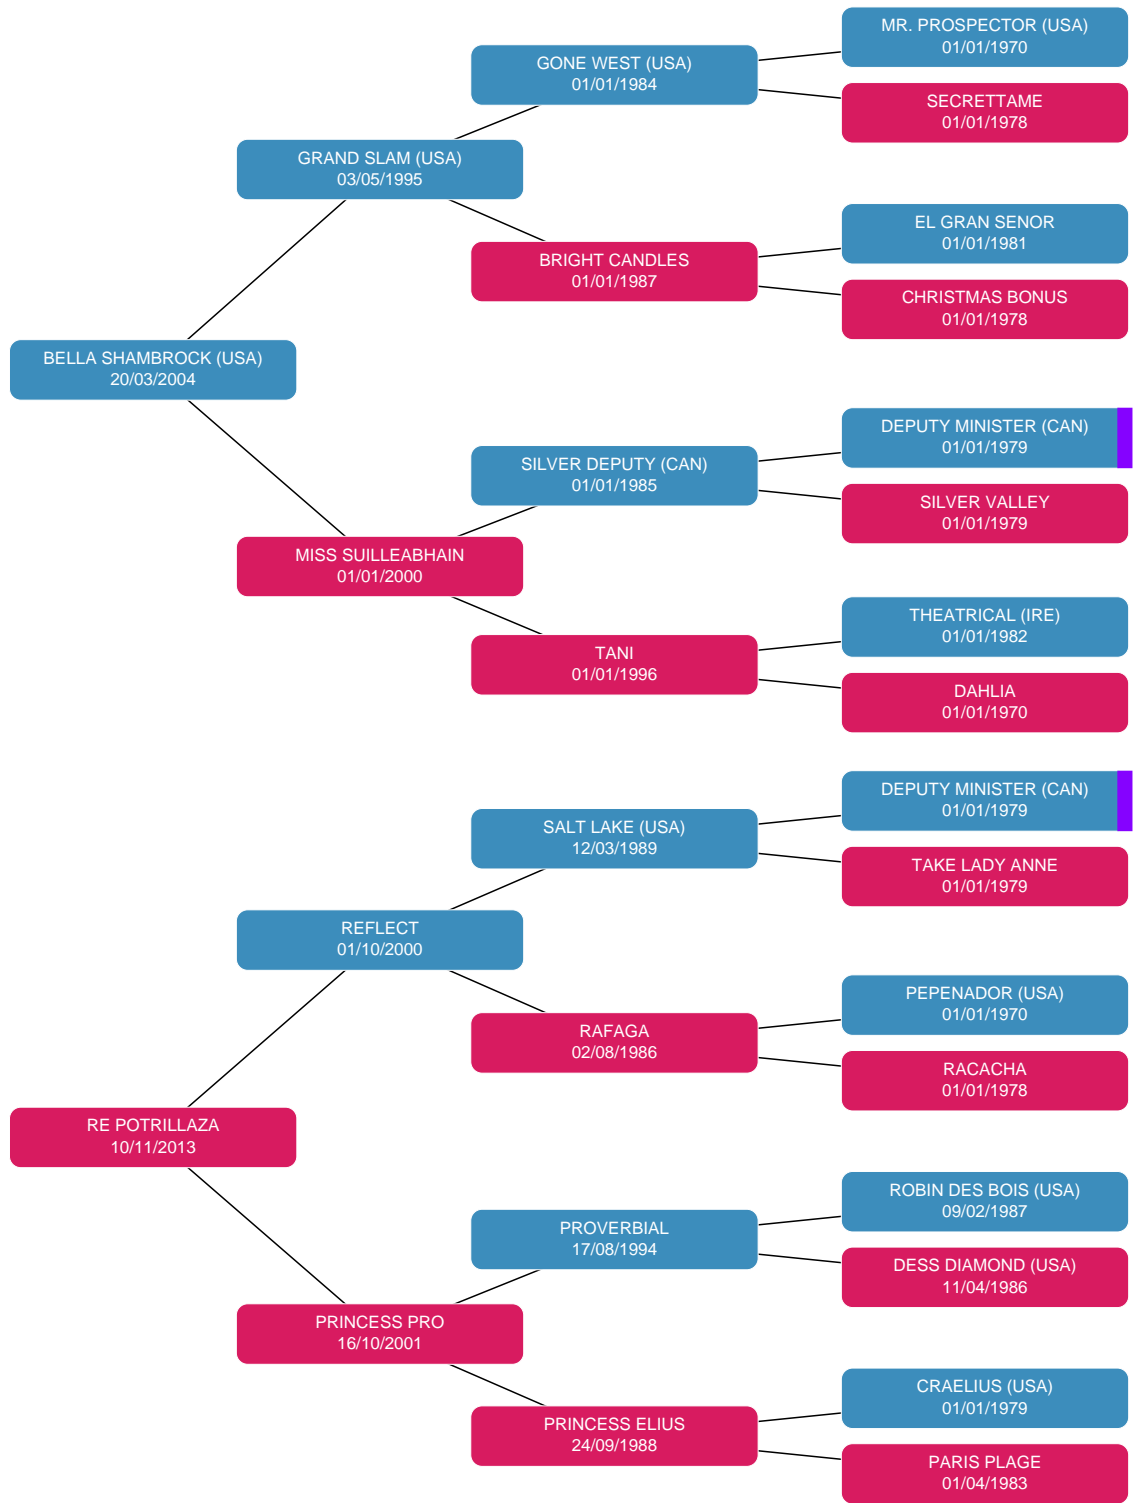 MR. PROSPECTOR (USA)
01/01/1970
GONE WEST (USA)
01/01/1984
SECRETTAME
01/01/1978
GRAND SLAM (USA)
03/05/1995
EL GRAN SENOR
01/01/1981
BRIGHT CANDLES
01/01/1987
CHRISTMAS BONUS
01/01/1978
BELLA SHAMBROCK (USA)
20/03/2004
DEPUTY MINISTER (CAN)
01/01/1979
SILVER DEPUTY (CAN)
01/01/1985
SILVER VALLEY
01/01/1979
MISS SUILLEABHAIN
01/01/2000
THEATRICAL (IRE)
01/01/1982
TANI
01/01/1996
DAHLIA
01/01/1970
DEPUTY MINISTER (CAN)
01/01/1979
SALT LAKE (USA)
12/03/1989
TAKE LADY ANNE
01/01/1979
REFLECT
01/10/2000
PEPENADOR (USA)
01/01/1970
RAFAGA
02/08/1986
RACACHA
01/01/1978
RE POTRILLAZA
10/11/2013
ROBIN DES BOIS (USA)
09/02/1987
PROVERBIAL
17/08/1994
DESS DIAMOND (USA)
11/04/1986
PRINCESS PRO
16/10/2001
CRAELIUS (USA)
01/01/1979
PRINCESS ELIUS
24/09/1988
PARIS PLAGE
01/04/1983